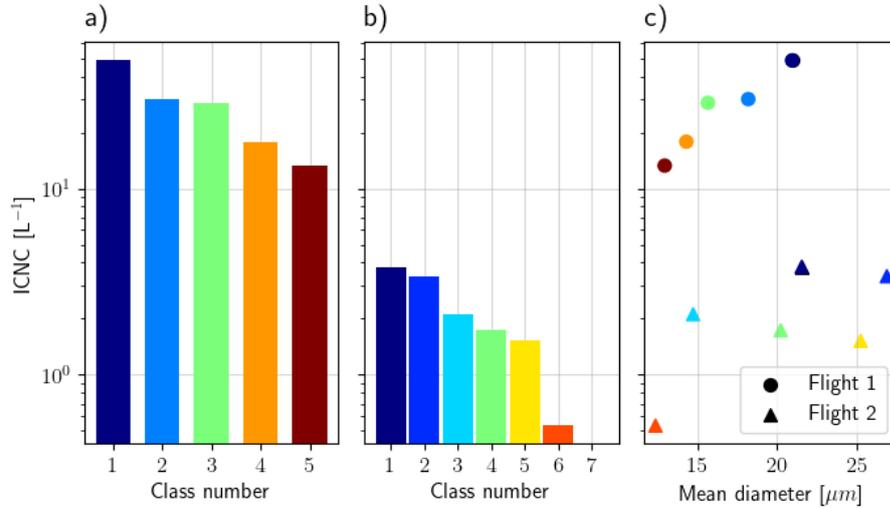 a)
b)
c)
ICNC [L⁻¹]
10¹
10⁰
1 2 3 4 5
Class number
1 2 3 4 5 6 7
Class number
Flight 1
Flight 2
15 20 25
Mean diameter [μm]